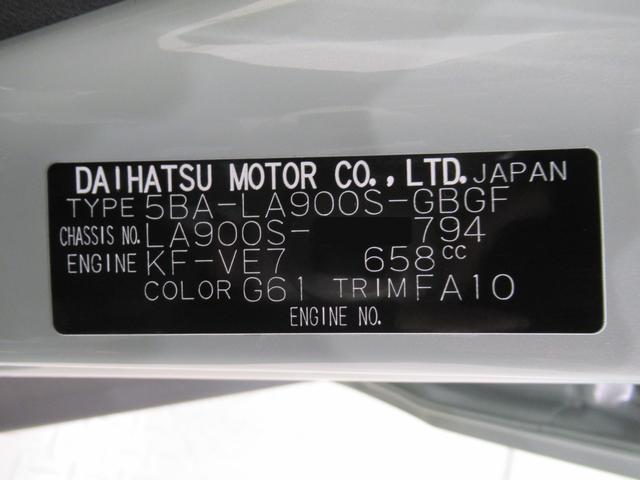 DAIHATSU MOTOR CO.,LTD. JAPAN
TYPE 5BA-LA900S-GBGF
CHASSIS NO. LA900S- 794
ENGINE KF-VE7 658cc
COLOR G61 TRIM FA10
ENGINE NO.